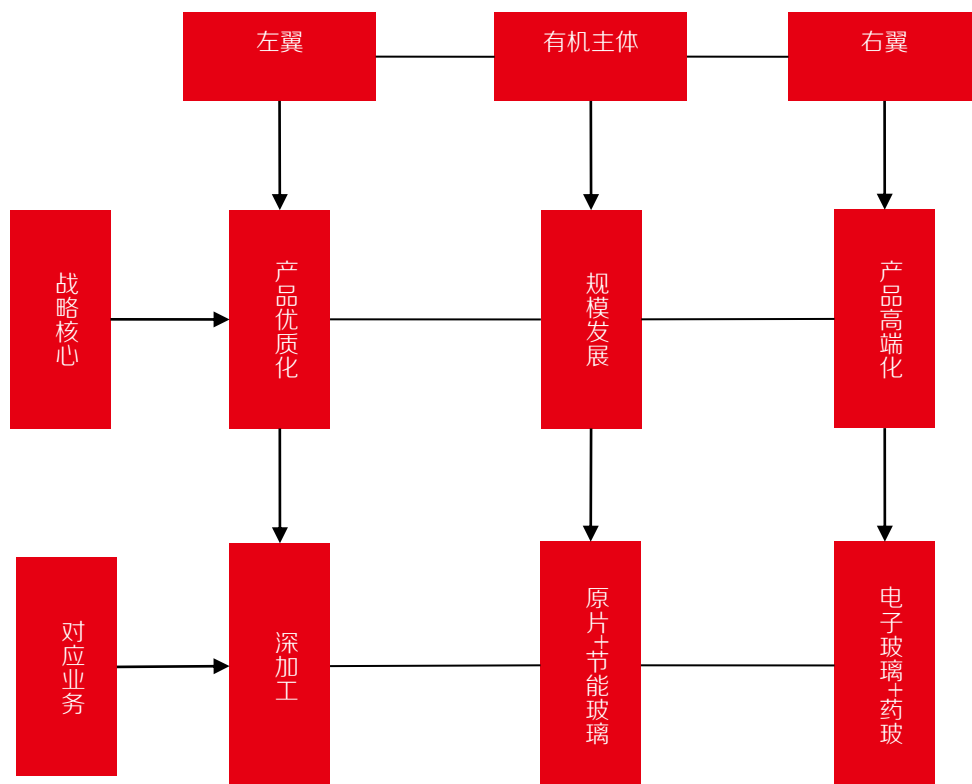 左翼
有机主体
右翼
战略核心
产品优质化
规模发展
产品高端化
对应业务
深加工
原片+节能玻璃
电子玻璃+药玻